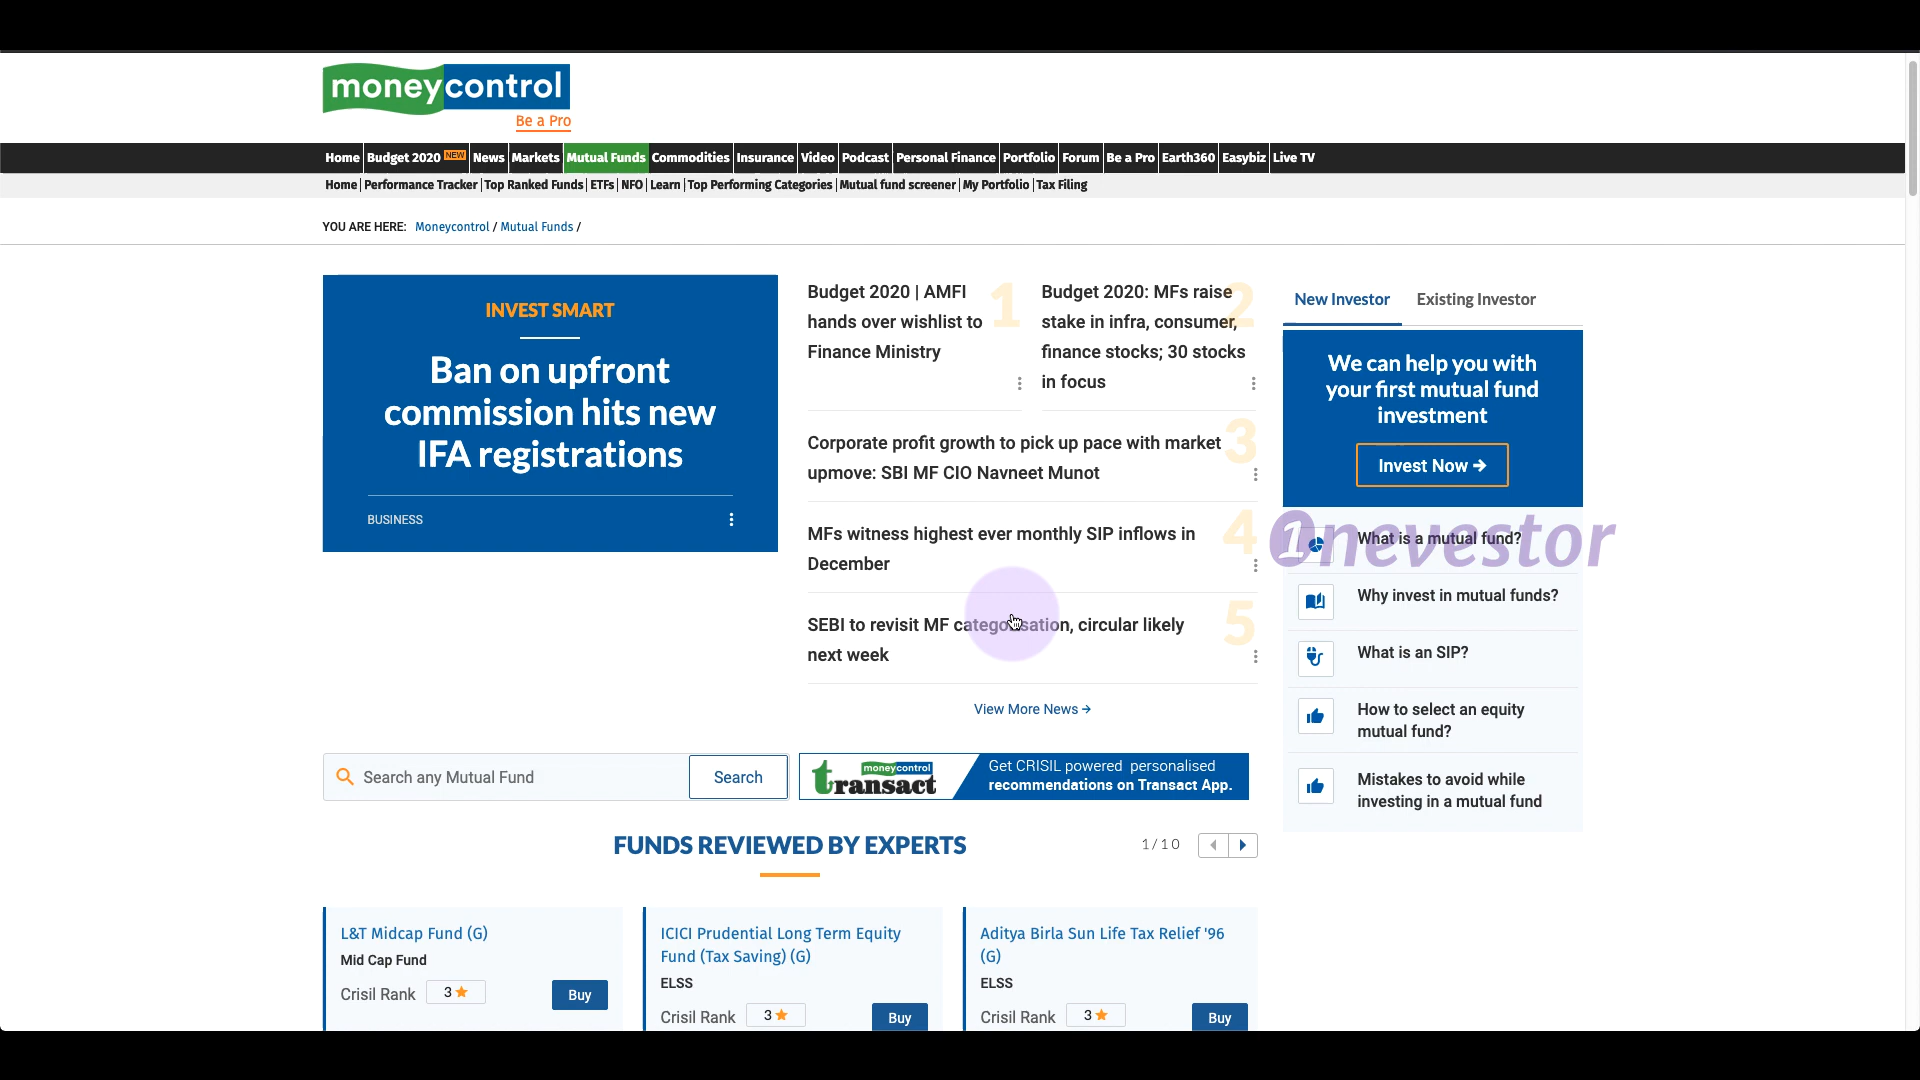 moneycontrol
Be a Pro
Home Budget 2020 NEW News Markets Mutual Funds Commodities Insurance Video Podcast Personal Finance Portfolio Forum Be a Pro Earth360 Easybiz Live TV
Home Performance Tracker Top Ranked Funds ETFs NFO Learn Top Performing Categories Mutual fund screener My Portfolio Tax Filing
YOU ARE HERE: Moneycontrol / Mutual Funds /
INVEST SMART
Ban on upfront
commission hits new
IFA registrations
BUSINESS
1
Budget 2020 | AMFI
hands over wishlist to
Finance Ministry
2
Budget 2020: MFs raise
stake in infra, consumer,
finance stocks; 30 stocks
in focus
3
Corporate profit growth to pick up pace with market
upmove: SBI MF CIO Navneet Munot
4
MFs witness highest ever monthly SIP inflows in
December
5
SEBI to revisit MF categorisation, circular likely
next week
View More News
New Investor Existing Investor
We can help you with
your first mutual fund
investment
Invest Now
1nevestor
What is a mutual fund?
Why invest in mutual funds?
What is an SIP?
How to select an equity
mutual fund?
Mistakes to avoid while
investing in a mutual fund
Search any Mutual Fund Search
moneycontrol
transact
Get CRISIL powered personalised
recommendations on Transact App.
FUNDS REVIEWED BY EXPERTS
1/10
L&T Midcap Fund (G)
Mid Cap Fund
Crisil Rank 3 Buy
ICICI Prudential Long Term Equity
Fund (Tax Saving) (G)
ELSS
Crisil Rank 3 Buy
Aditya Birla Sun Life Tax Relief '96
(G)
ELSS
Crisil Rank 3 Buy